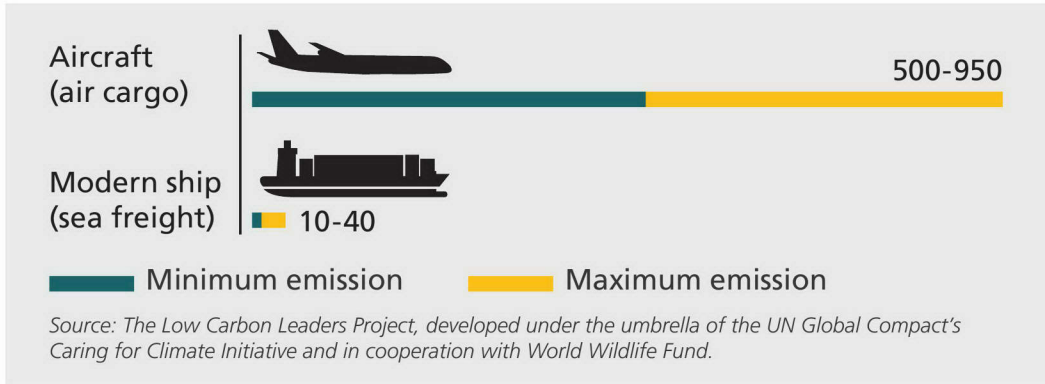 Aircraft
(air cargo)
500-950
Modern ship
(sea freight)
10-40
Minimum emission
Maximum emission
Source: The Low Carbon Leaders Project, developed under the umbrella of the UN Global Compact’s
Caring for Climate Initiative and in cooperation with World Wildlife Fund.